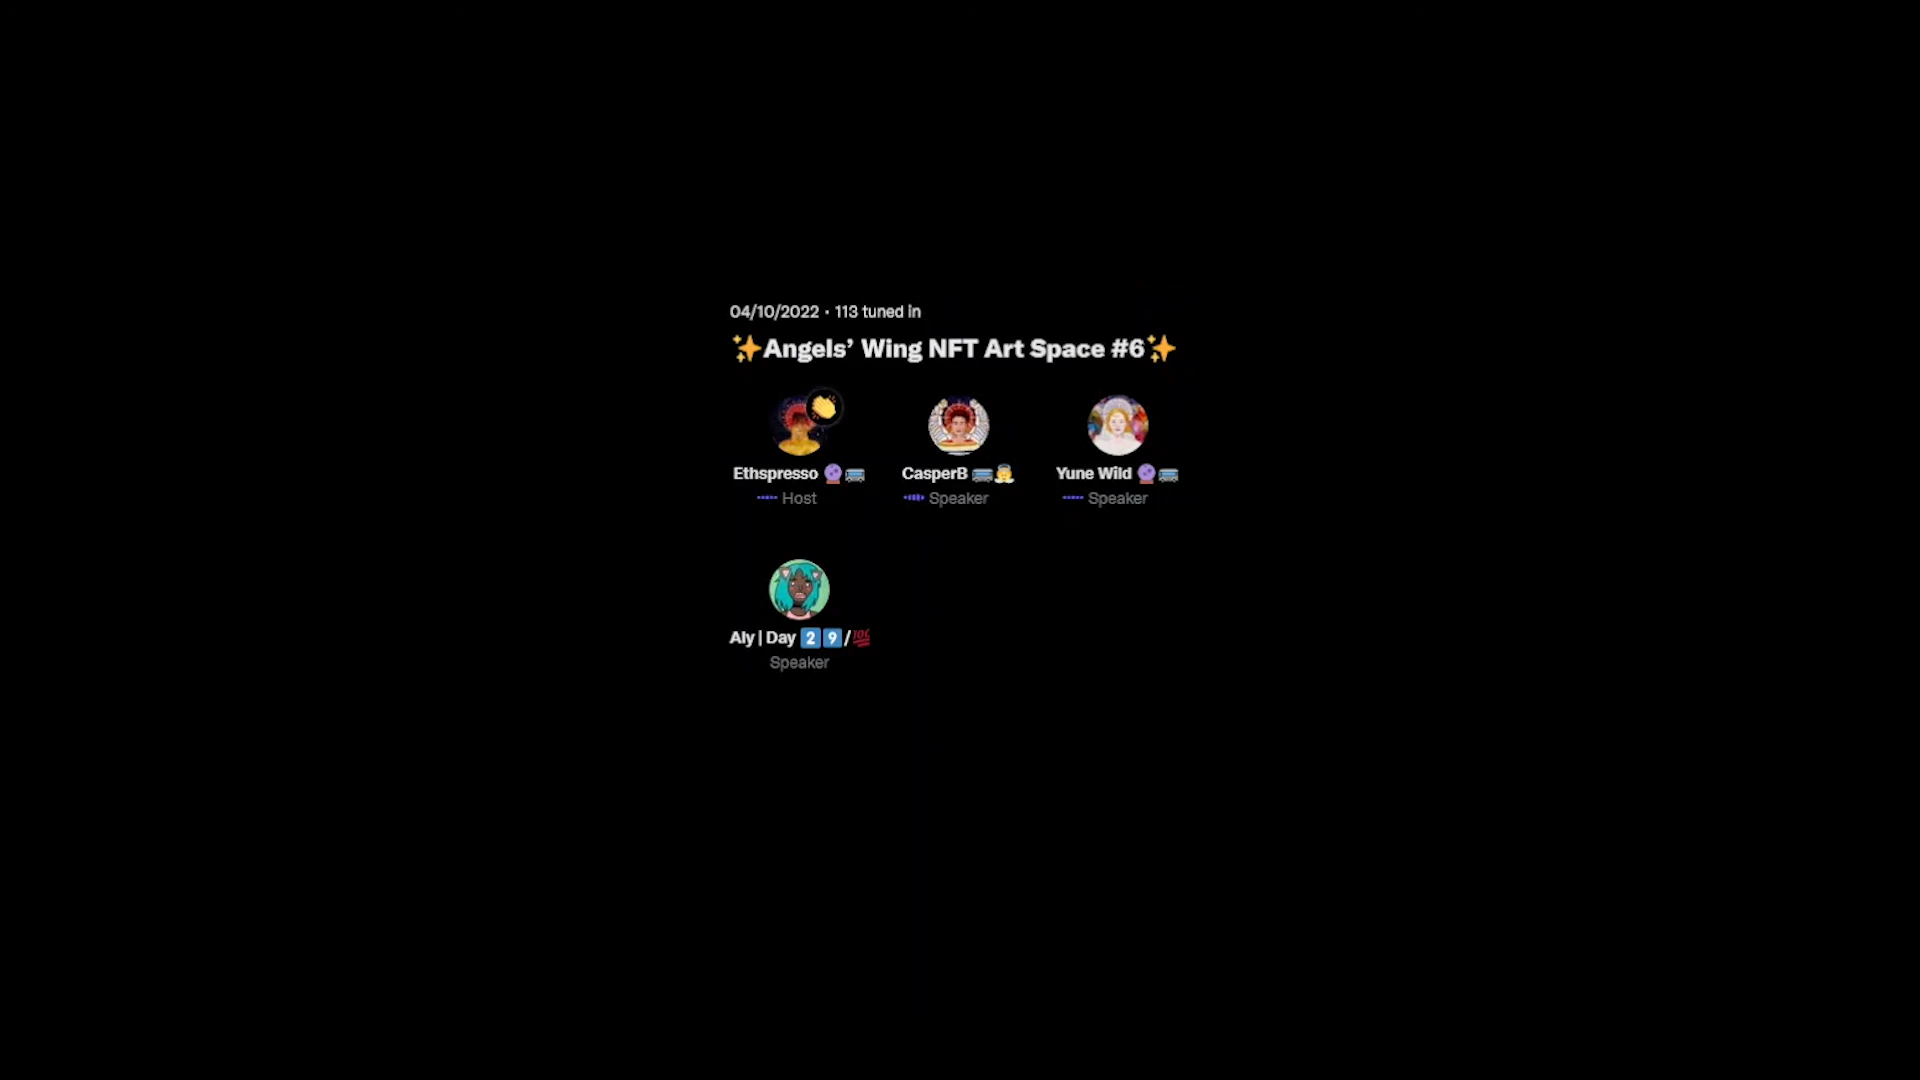 04/10/2022 · 113 tuned in
✨Angels’ Wing NFT Art Space #6✨
Ethspresso 🔮🚌 CasperB 🚌👼 Yune Wild 🔮🚌
Host Speaker Speaker
Aly | Day 2️⃣9️⃣/💯
Speaker